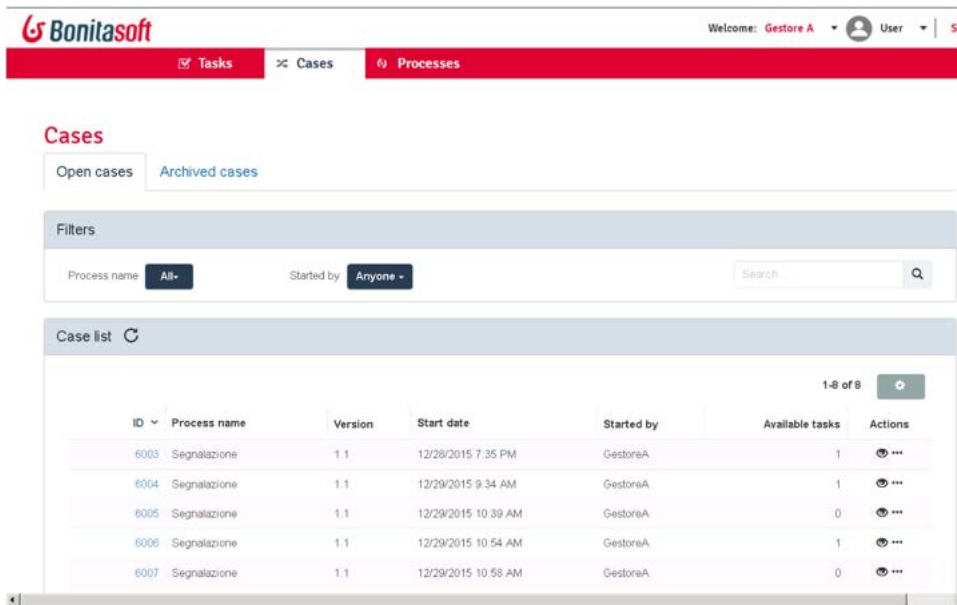 Bonitasoft Welcome: Gestore A User S
Tasks Cases Processes
Cases
Open cases Archived cases
Filters
Process name All Started by Anyone Search...
Case list
1-8 of 8
ID Process name Version Start date Started by Available tasks Actions
6003 Segnalazione 1.1 12/28/2015 7:35 PM GestoreA 1
6004 Segnalazione 1.1 12/29/2015 9:34 AM GestoreA 1
6005 Segnalazione 1.1 12/29/2015 10:39 AM GestoreA 0
6006 Segnalazione 1.1 12/29/2015 10:54 AM GestoreA 1
6007 Segnalazione 1.1 12/29/2015 10:58 AM GestoreA 0